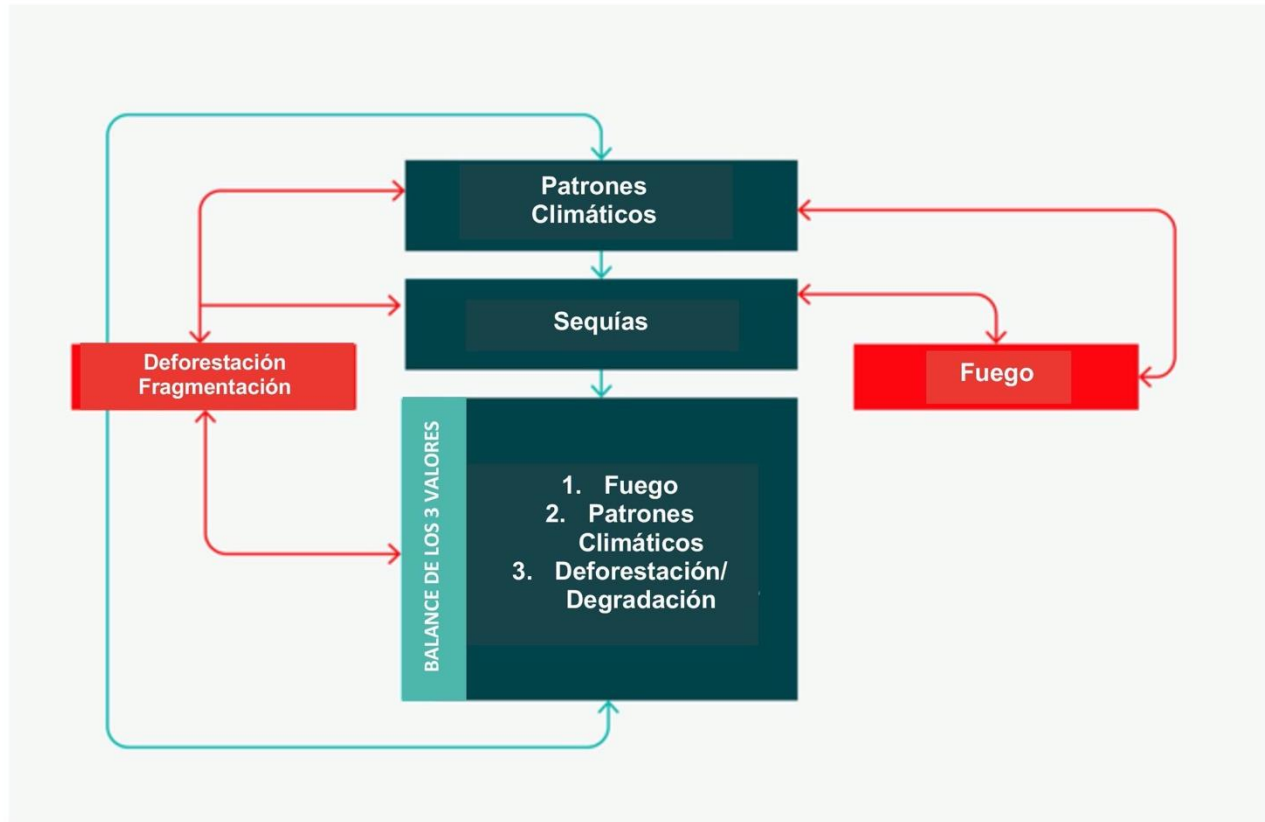 Patrones
Climáticos
Sequías
Deforestación
Fragmentación
Fuego
BALANCE DE LOS 3 VALORES
1. Fuego
2. Patrones
Climáticos
3. Deforestación/
Degradación